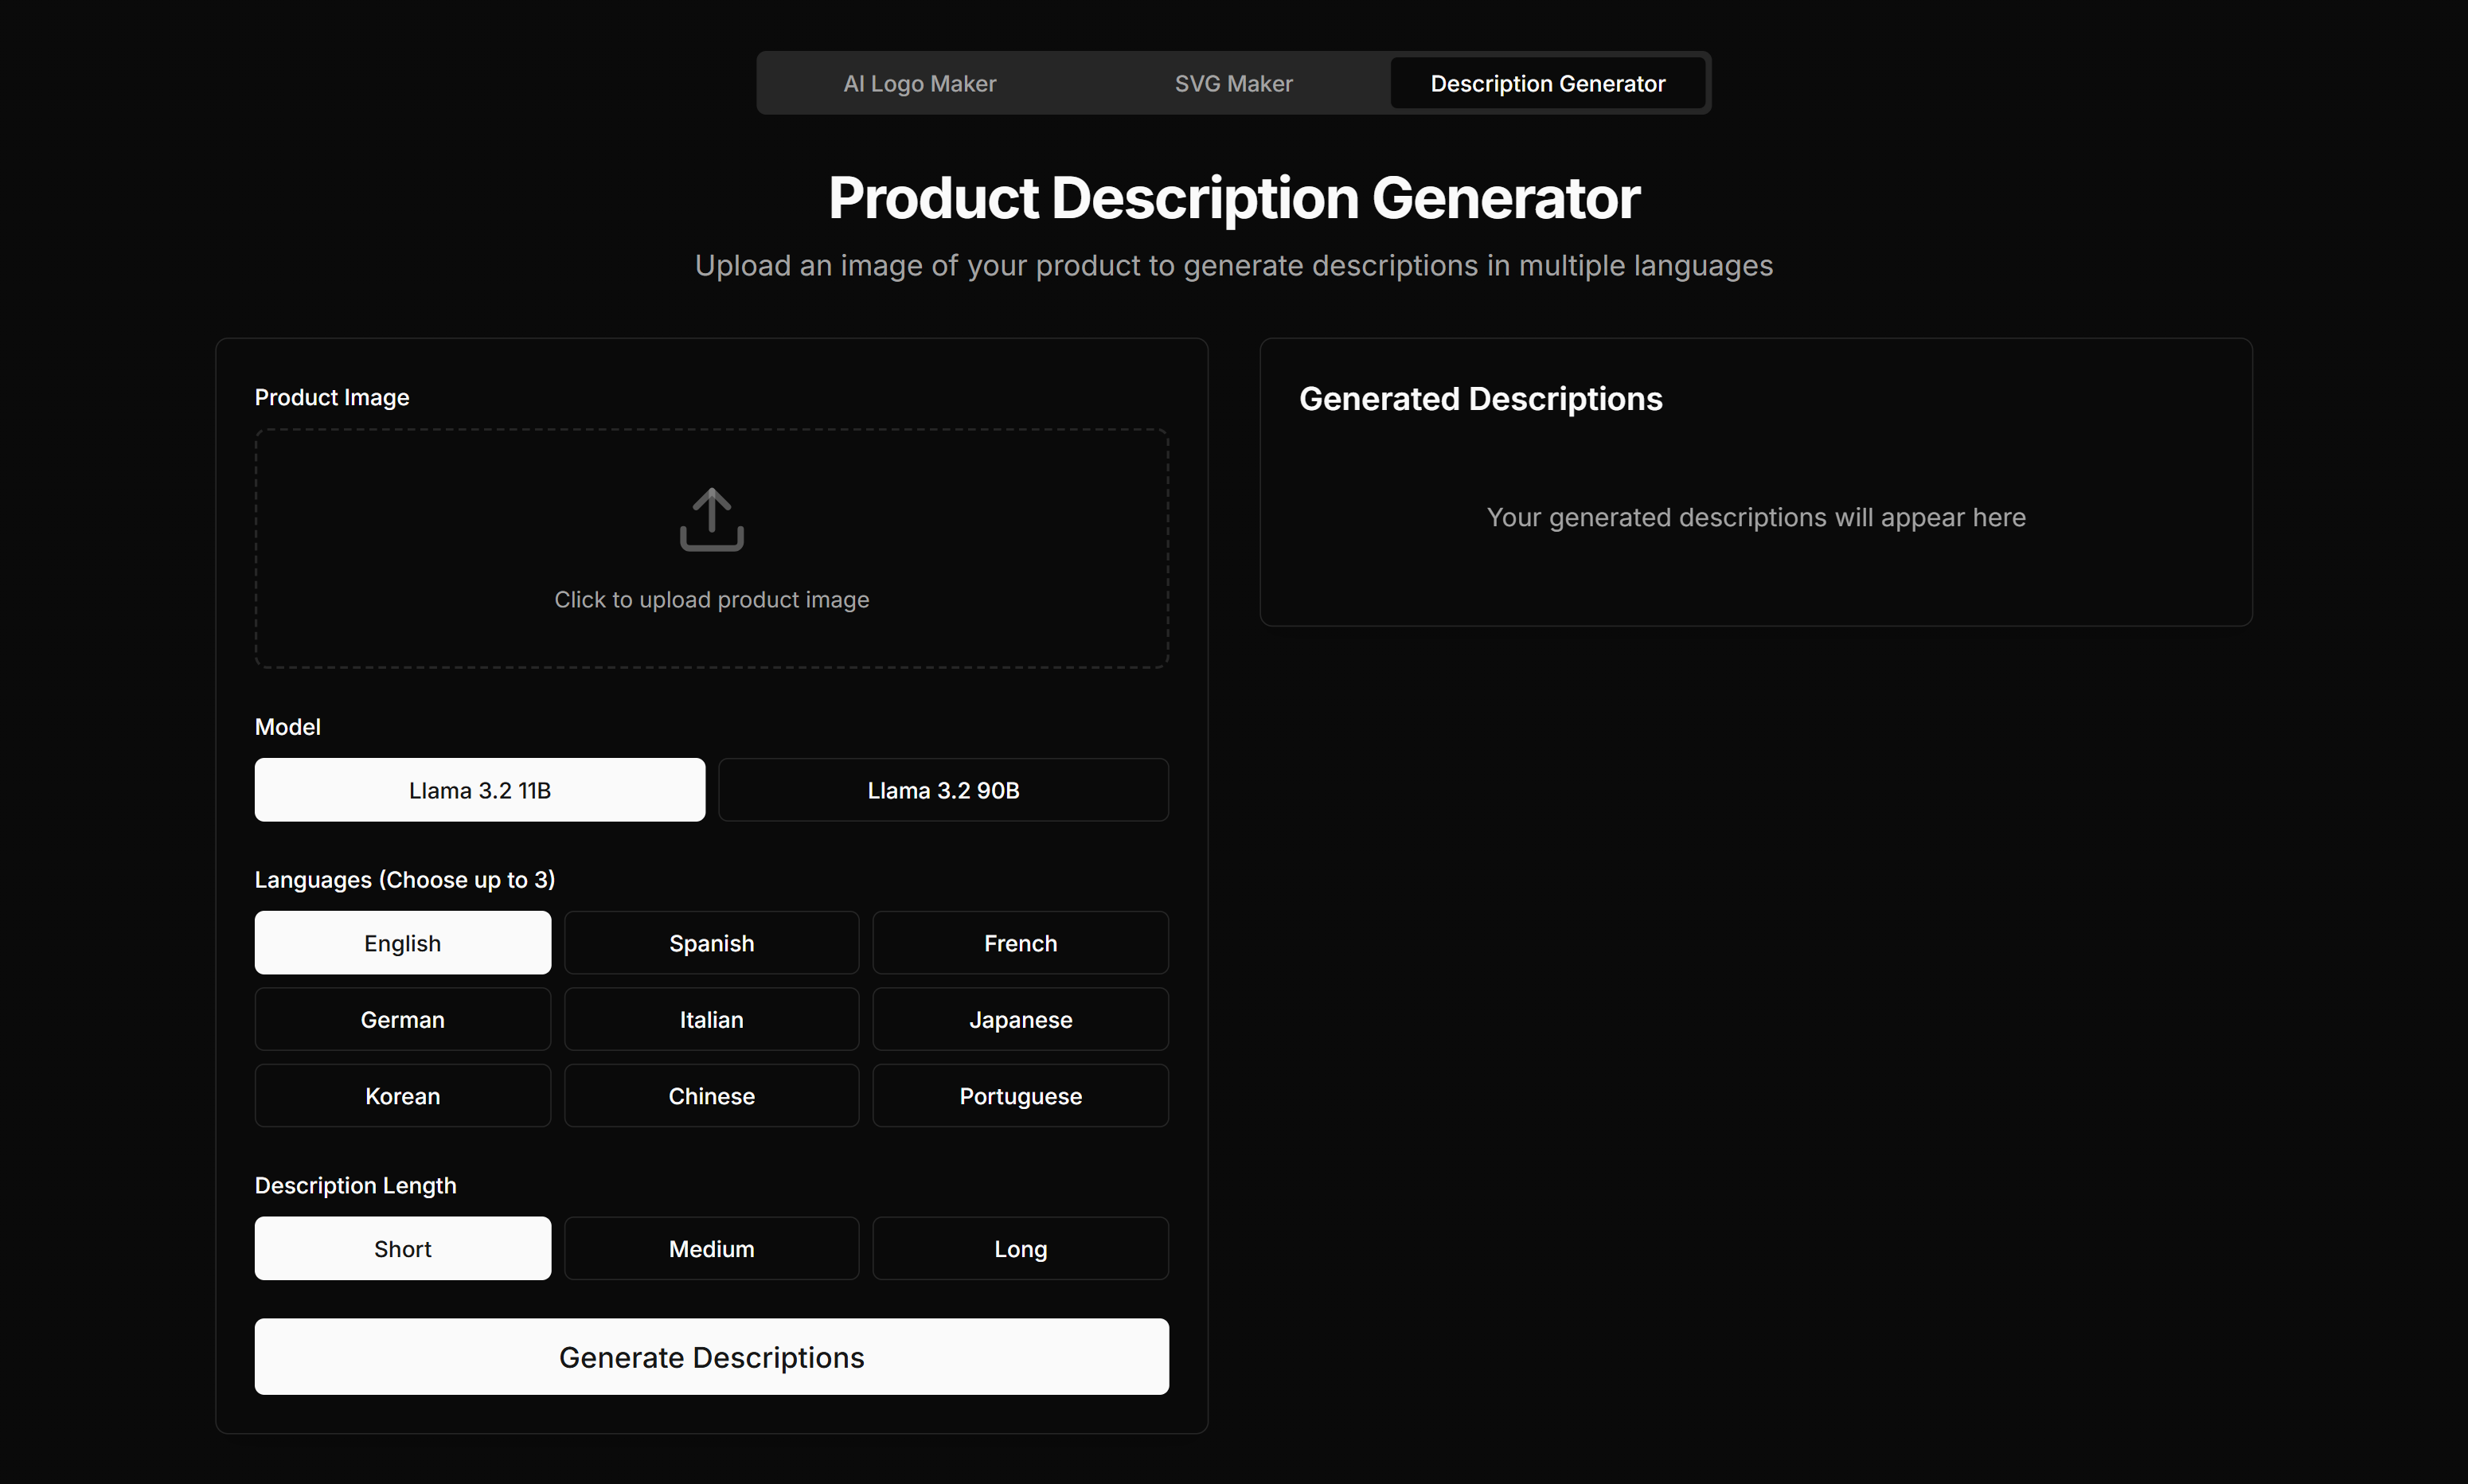 AI Logo Maker
SVG Maker
Description Generator
Product Description Generator
Upload an image of your product to generate descriptions in multiple languages
Product Image
Click to upload product image
Model
Llama 3.2 11B
Llama 3.2 90B
Languages (Choose up to 3)
English
Spanish
French
German
Italian
Japanese
Korean
Chinese
Portuguese
Description Length
Short
Medium
Long
Generate Descriptions
Generated Descriptions
Your generated descriptions will appear here